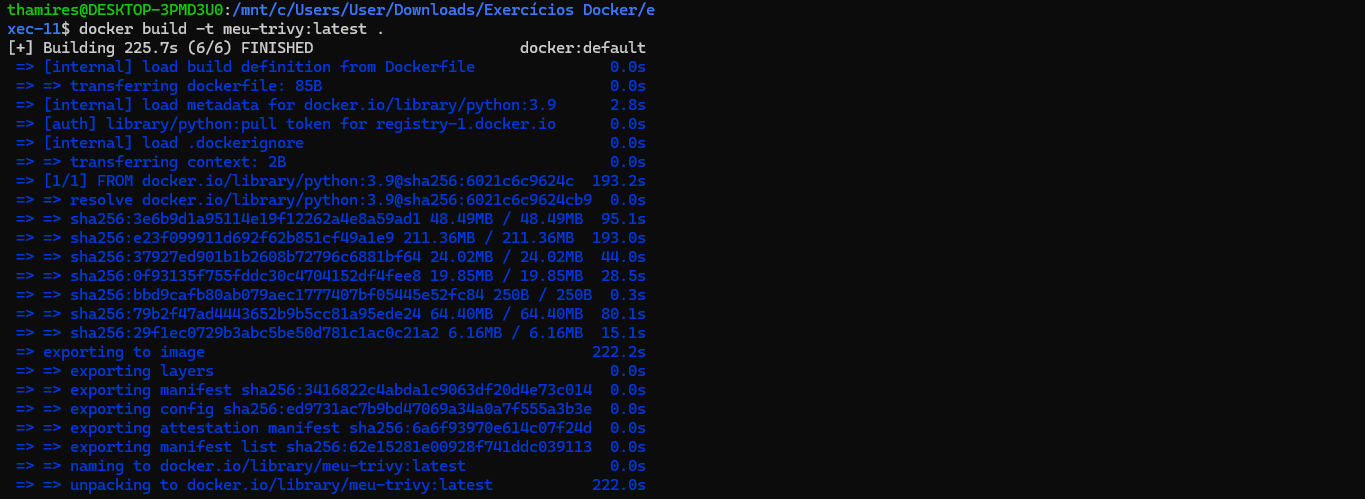 thamires@DESKTOP-3PMD3U0:/mnt/c/Users/User/Downloads/Exercícios Docker/e
xec-11$ docker build -t meu-trivy:latest .
[+] Building 225.7s (6/6) FINISHED docker:default
=> [internal] load build definition from Dockerfile 0.0s
=> => transferring dockerfile: 85B 0.0s
=> [internal] load metadata for docker.io/library/python:3.9 2.8s
=> [auth] library/python:pull token for registry-1.docker.io 0.0s
=> [internal] load .dockerignore 0.0s
=> => transferring context: 2B 0.0s
=> [1/1] FROM docker.io/library/python:3.9@sha256:6021c6c9624c 193.2s
=> => resolve docker.io/library/python:3.9@sha256:6021c6c9624cb9 0.0s
=> => sha256:3e6b9d1a95114e19f12262a4e8a59ad1 48.49MB / 48.49MB 95.1s
=> => sha256:e23f099911d692f62b851cf49a1e9 211.36MB / 211.36MB 193.0s
=> => sha256:37927ed901b1b2608b72796c6881bf64 24.02MB / 24.02MB 44.0s
=> => sha256:0f93135f755fddc30c4704152df4fee8 19.85MB / 19.85MB 28.5s
=> => sha256:bbd9cafb80ab079aec1777407bf05445e52fc84 250B / 250B 0.3s
=> => sha256:79b2f47ad4443652b9b5cc81a95ede24 64.40MB / 64.40MB 80.1s
=> => sha256:29f1ec0729b3abc5be50d781c1ac0c21a2 6.16MB / 6.16MB 15.1s
=> exporting to image 222.2s
=> => exporting layers 0.0s
=> => exporting manifest sha256:3416822c4abda1c9063df20d4e73c014 0.0s
=> => exporting config sha256:ed9731ac7b9bd47069a34a0a7f555a3b3e 0.0s
=> => exporting attestation manifest sha256:6a6f93970e614c07f24d 0.0s
=> => exporting manifest list sha256:62e15281e00928f741ddc039113 0.0s
=> => naming to docker.io/library/meu-trivy:latest 0.0s
=> => unpacking to docker.io/library/meu-trivy:latest 222.0s